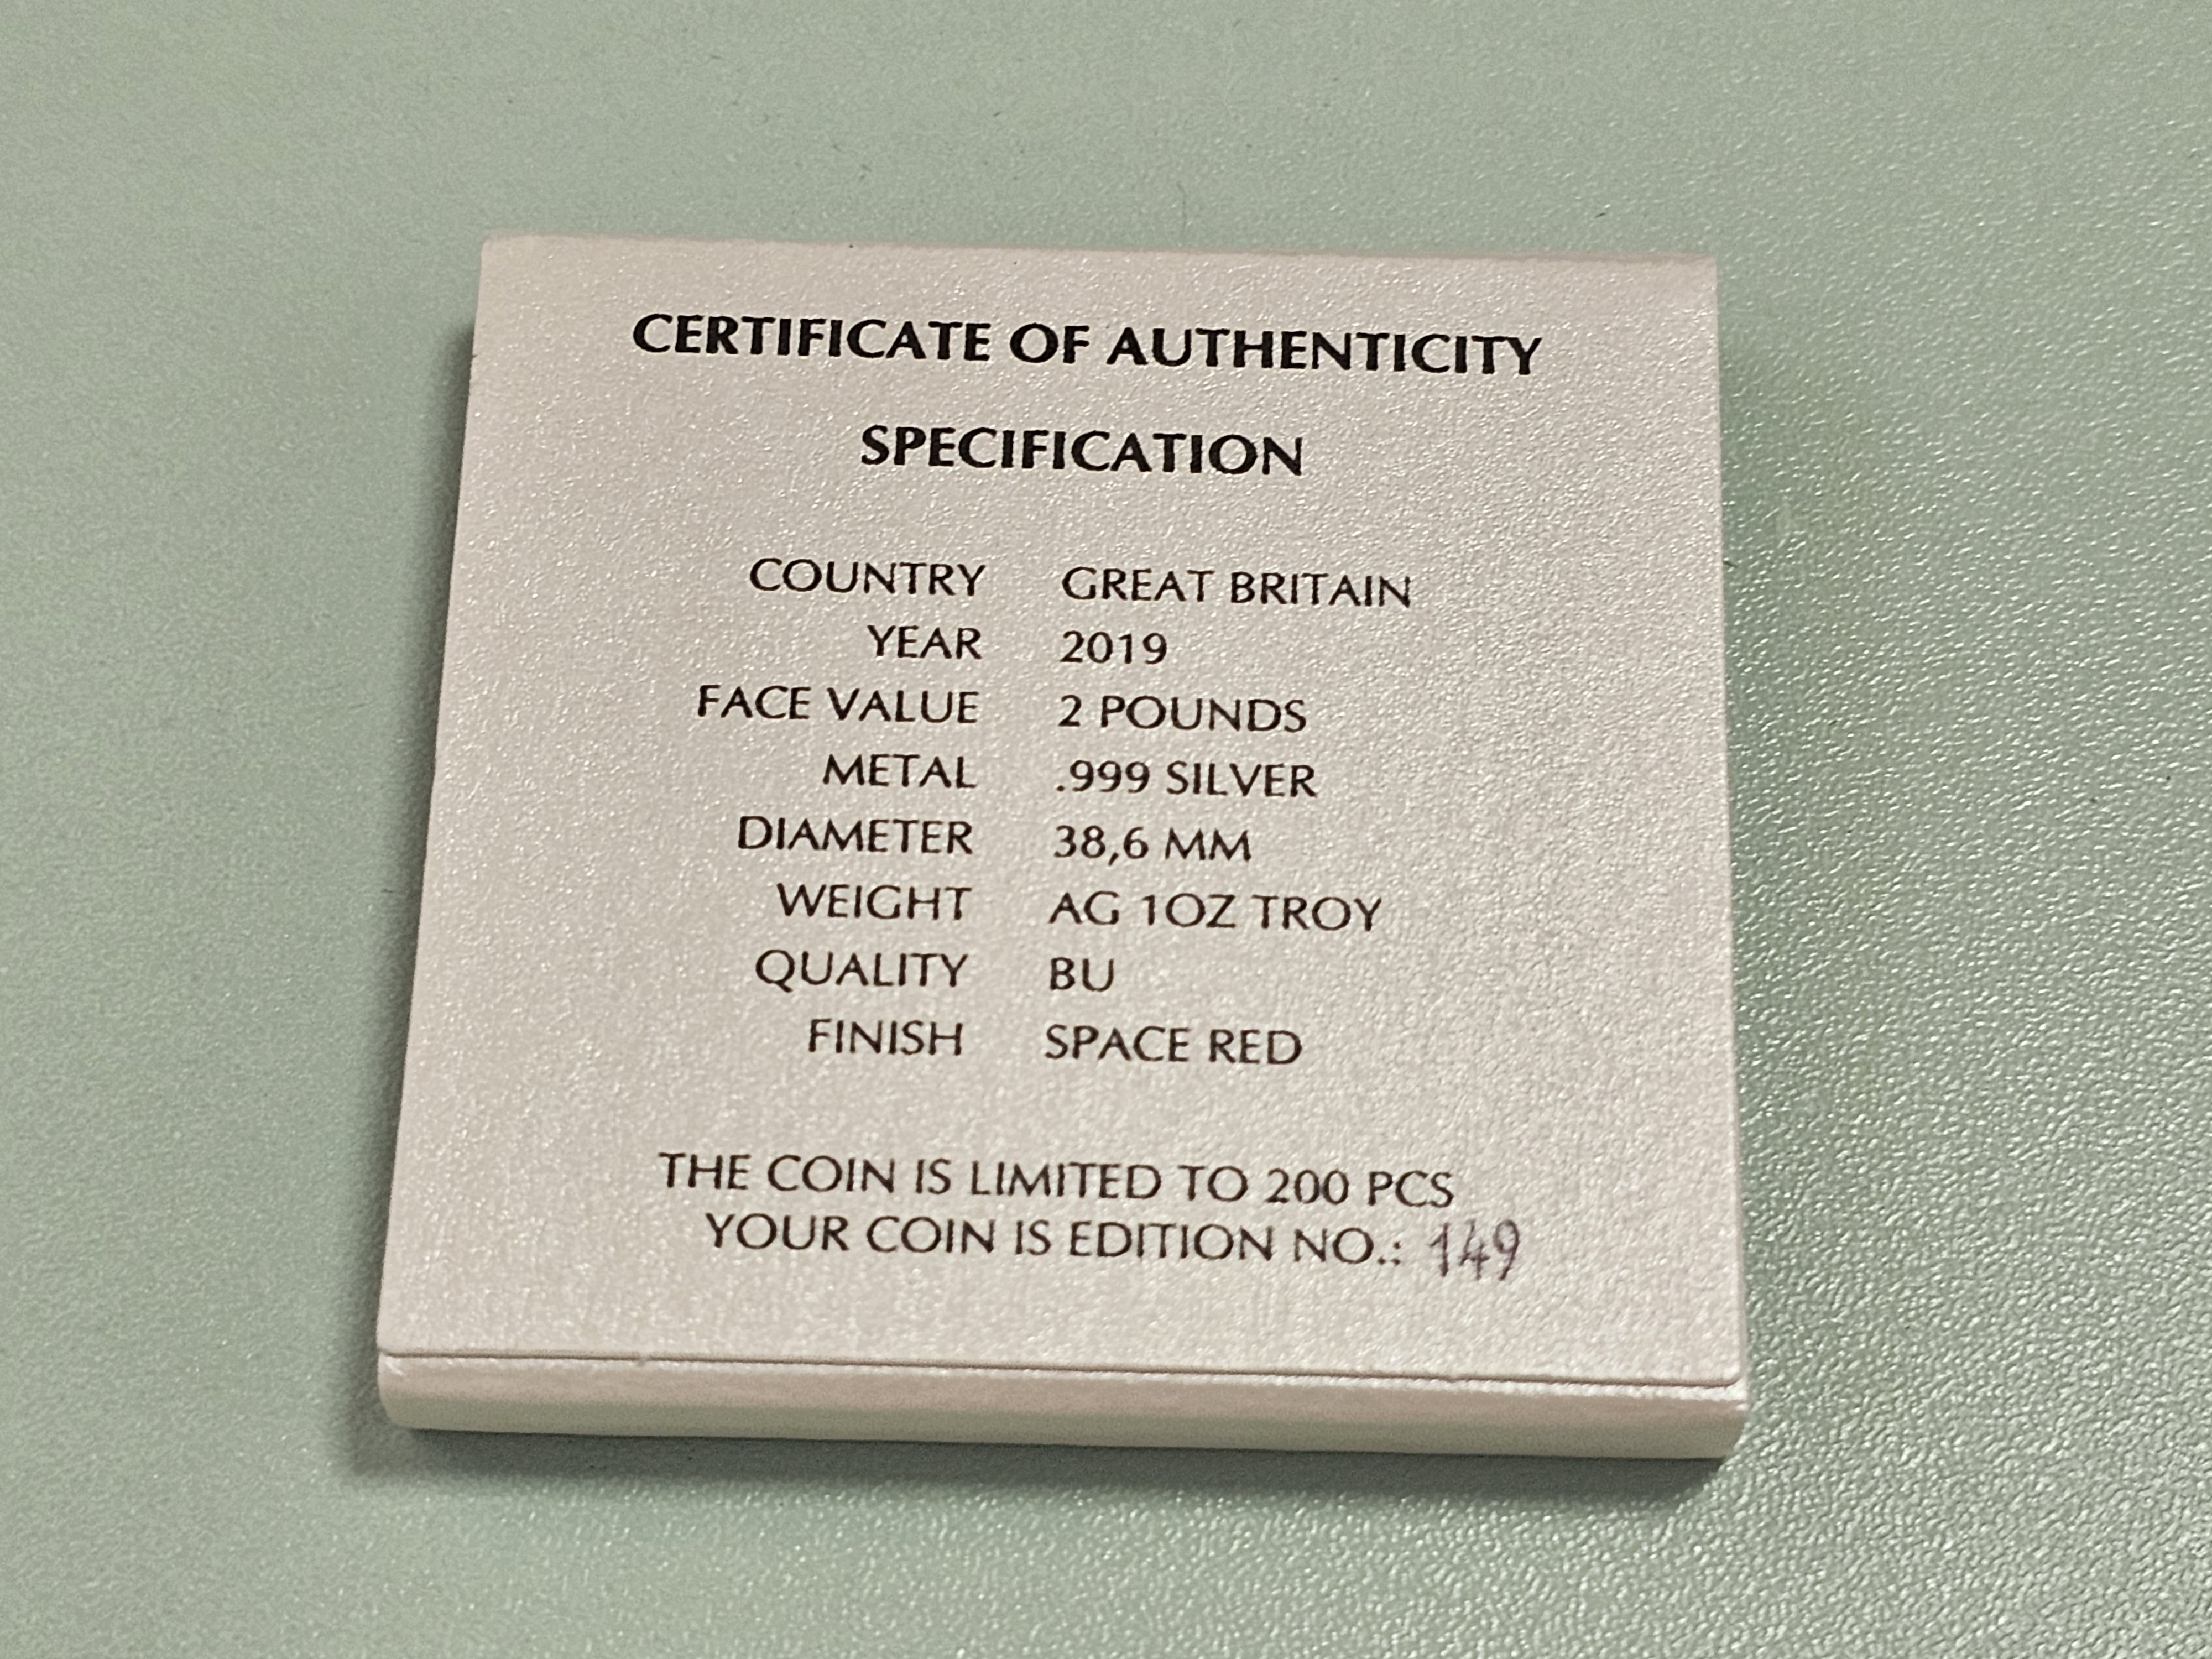 CERTIFICATE OF AUTHENTICITY
SPECIFICATION
COUNTRY GREAT BRITAIN
YEAR 2019
FACE VALUE 2 POUNDS
METAL .999 SILVER
DIAMETER 38,6 MM
WEIGHT AG 1OZ TROY
QUALITY BU
FINISH SPACE RED
THE COIN IS LIMITED TO 200 PCS
YOUR COIN IS EDITION NO.: 149